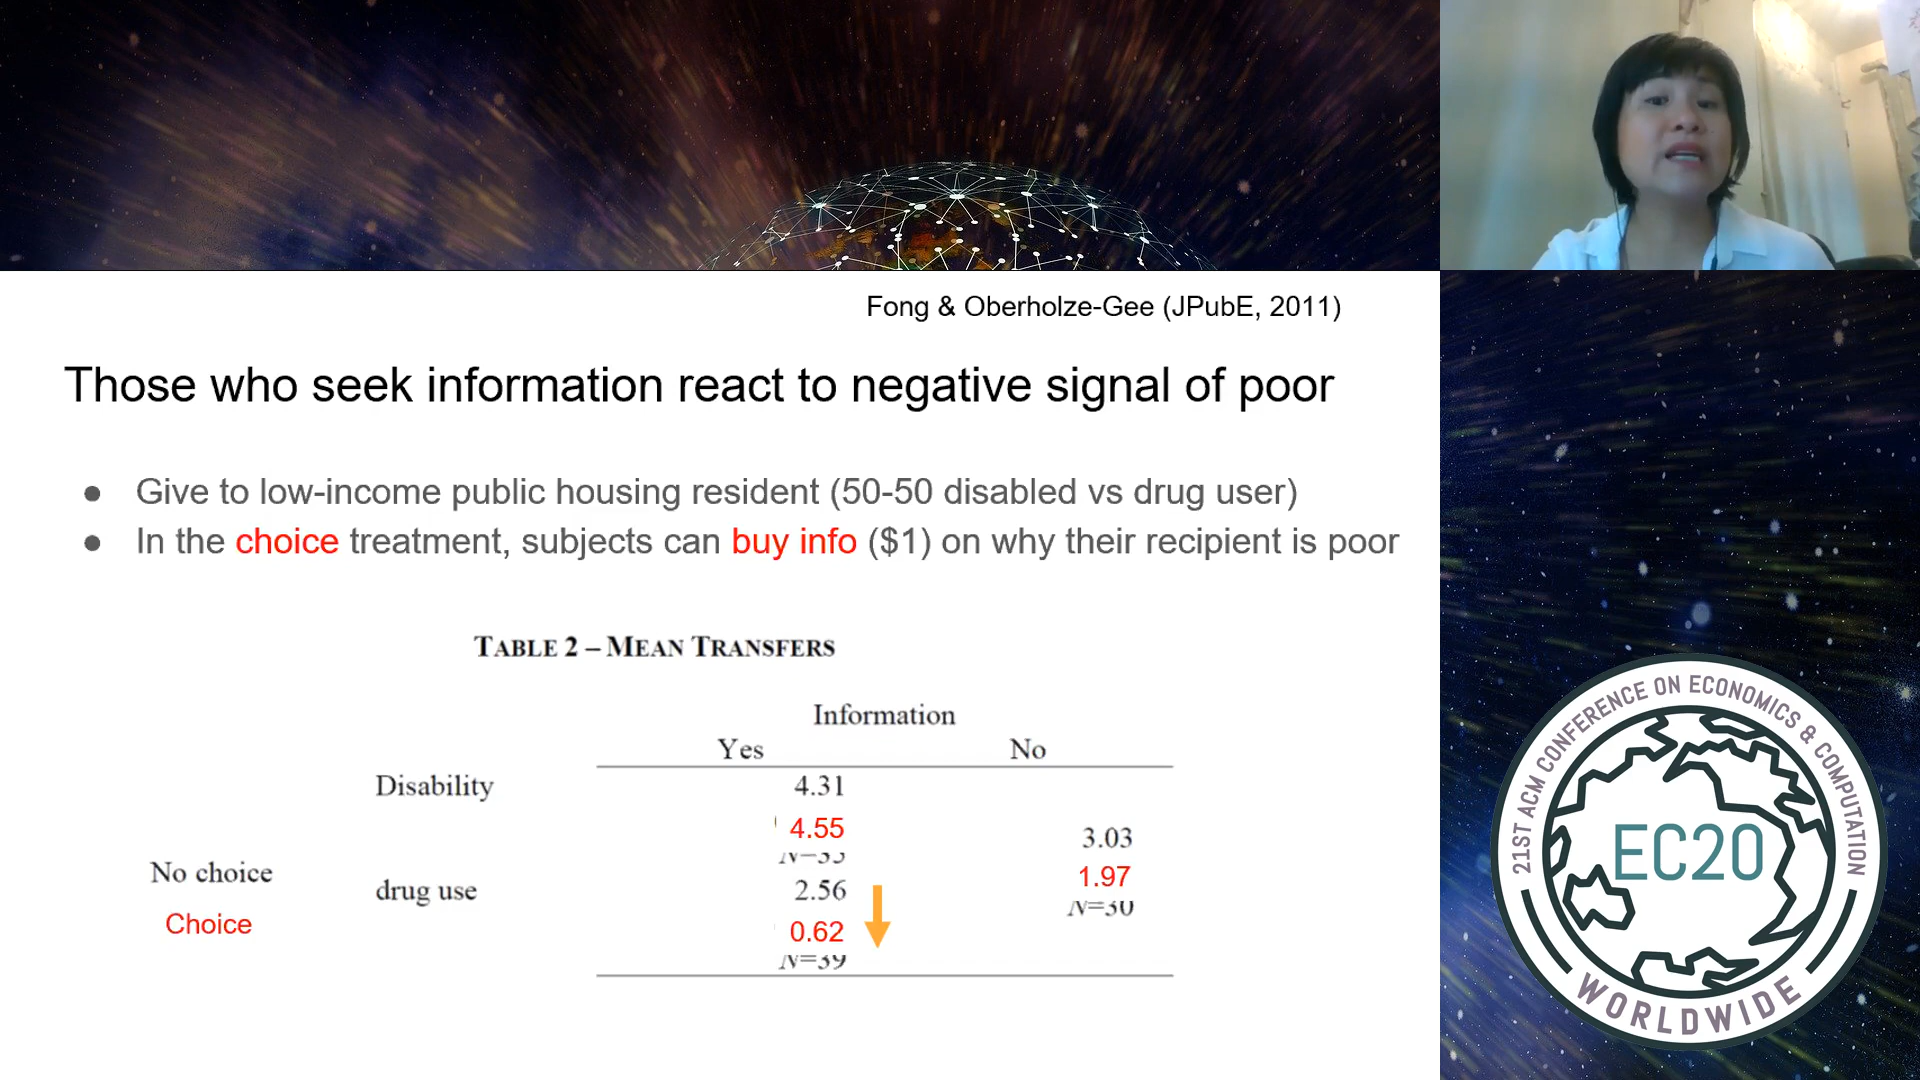 Fong & Oberholze-Gee (JPubE, 2011)
Those who seek information react to negative signal of poor
● Give to low-income public housing resident (50-50 disabled vs drug user)
● In the choice treatment, subjects can buy info ($1) on why their recipient is poor
TABLE 2 – MEAN TRANSFERS
Information
Yes No
Disability 4.31
4.55 3.03
No choice 1.97
drug use 2.56
Choice 0.62
21ST ACM CONFERENCE ON ECONOMICS & COMPUTATION
EC20
WORLDWIDE